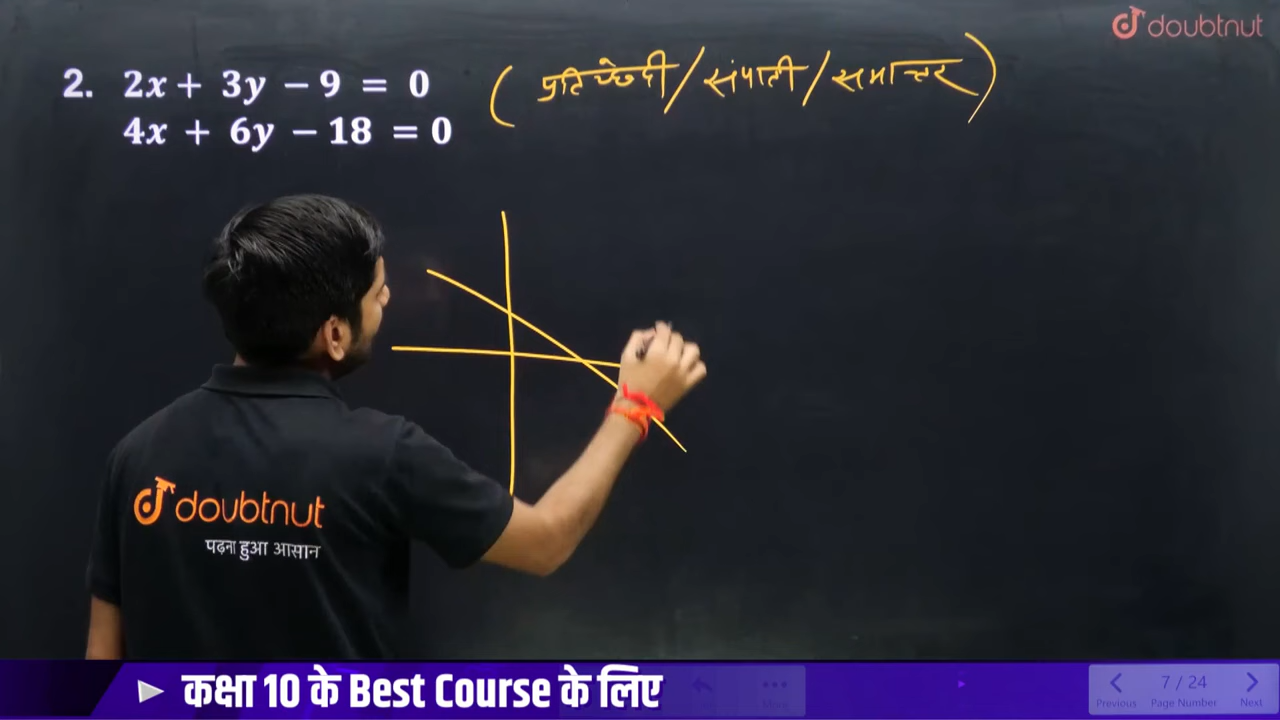 doubtnut
2. 2x + 3y − 9 = 0 (प्रतिच्छेदी/संपाती/समान्तर)
4x + 6y − 18 = 0
doubtnut
पढ़ना हुआ आसान
कक्षा 10 के Best Course के लिए
7 / 24
Previous Page Number Next
More